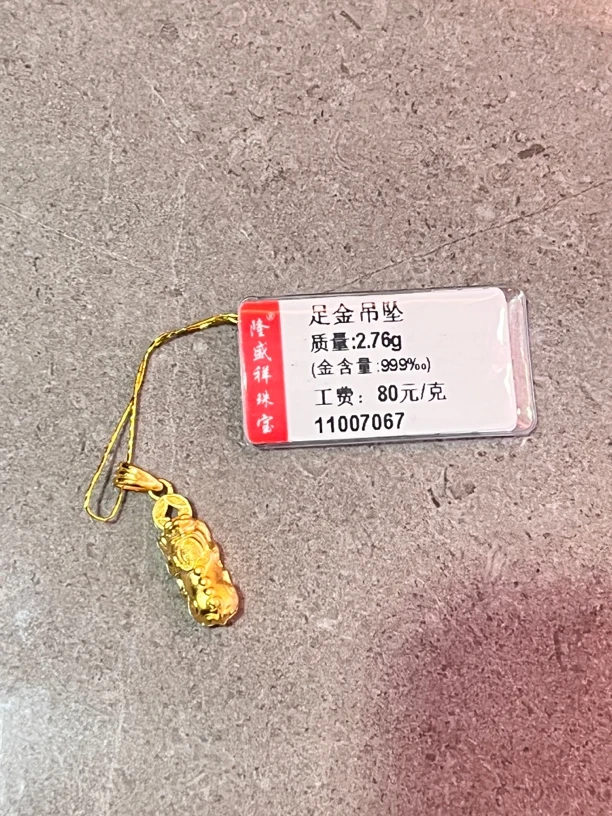 隆盛祥珠宝®
足金吊坠
质量:2.76g
(金含量:999‰)
工费: 80元/克
11007067